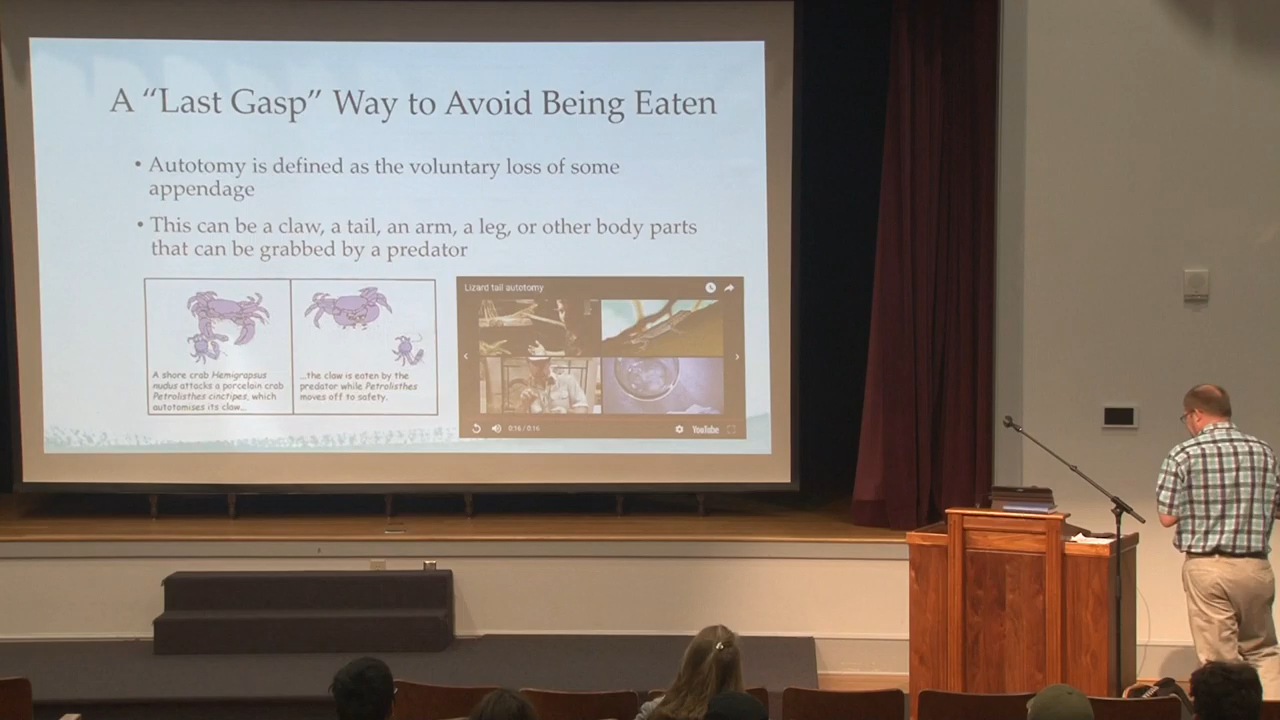 A “Last Gasp” Way to Avoid Being Eaten
• Autotomy is defined as the voluntary loss of some
appendage
• This can be a claw, a tail, an arm, a leg, or other body parts
that can be grabbed by a predator
A shore crab Hemigrapsus
nudus attacks a porcelain crab
Petrolisthes cinctipes, which
autotomises its claw...
...the claw is eaten by the
predator while Petrolisthes
moves off to safety.
Lizard tail autotomy
0:16 / 0:16
YouTube